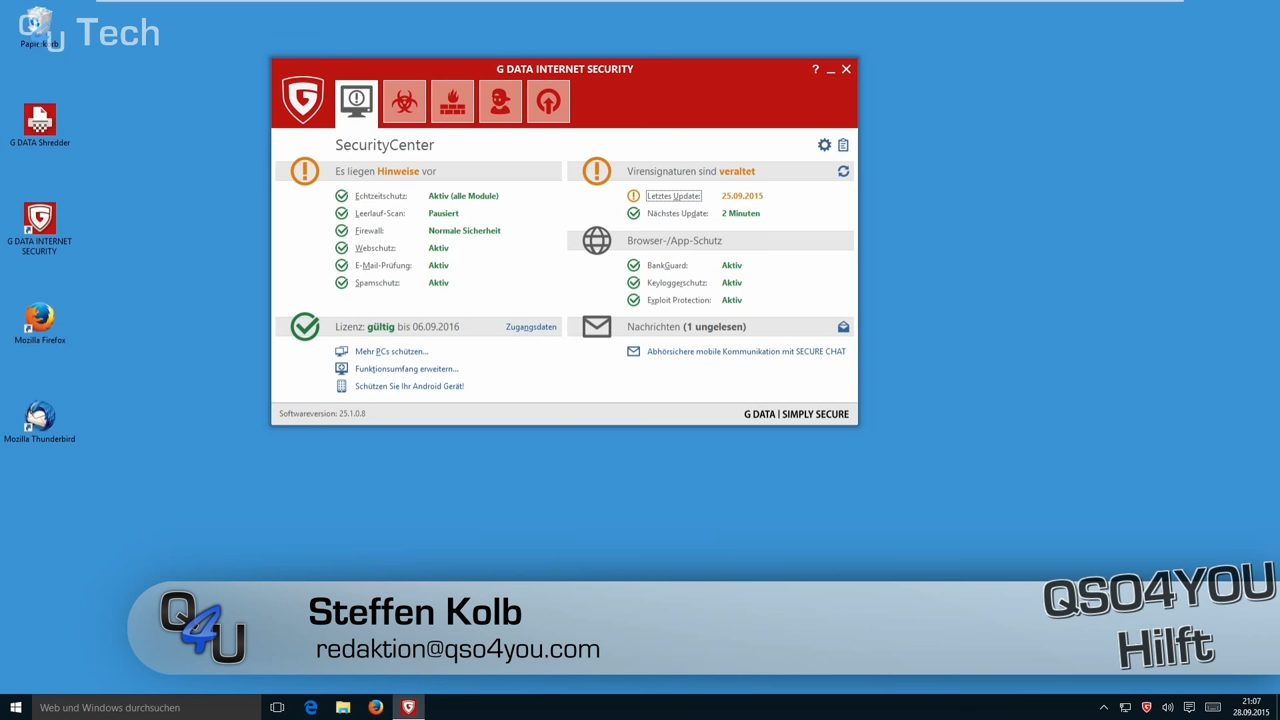 Q4U Tech
Papierkorb
G DATA Shredder
G DATA INTERNET SECURITY
Mozilla Firefox
Mozilla Thunderbird
G DATA INTERNET SECURITY
?
SecurityCenter
Es liegen Hinweise vor
Echtzeitschutz: Aktiv (alle Module)
Leerlauf-Scan: Pausiert
Firewall: Normale Sicherheit
Webschutz: Aktiv
E-Mail-Prüfung: Aktiv
Spamschutz: Aktiv
Virensignaturen sind veraltet
Letztes Update: 25.09.2015
Nächstes Update: 2 Minuten
Browser-/App-Schutz
BankGuard: Aktiv
Keyloggerschutz: Aktiv
Exploit Protection: Aktiv
Lizenz: gültig bis 06.09.2016 Zugangsdaten
Mehr PCs schützen...
Funktionsumfang erweitern...
Schützen Sie Ihr Android Gerät!
Nachrichten (1 ungelesen)
Abhörsichere mobile Kommunikation mit SECURE CHAT
Softwareversion: 25.1.0.8
G DATA | SIMPLY SECURE
Q4U
Steffen Kolb
redaktion@qso4you.com
QSO4YOU
Hilft
Web und Windows durchsuchen
21:07
28.09.2015